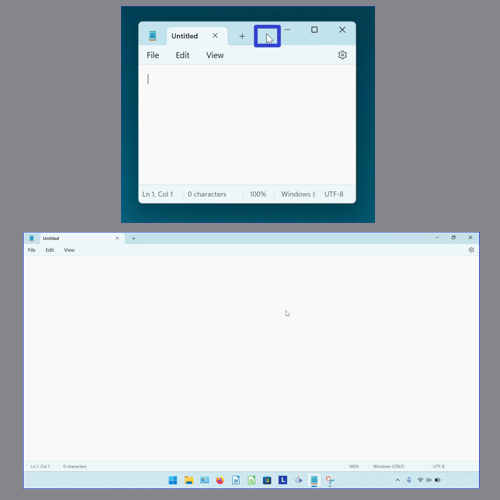 Untitled
File Edit View
Ln 1, Col 1 0 characters 100% Windows ( UTF-8
Untitled
File Edit View
Ln 1, Col 1 0 characters 100% Windows (CRLF) UTF-8
L